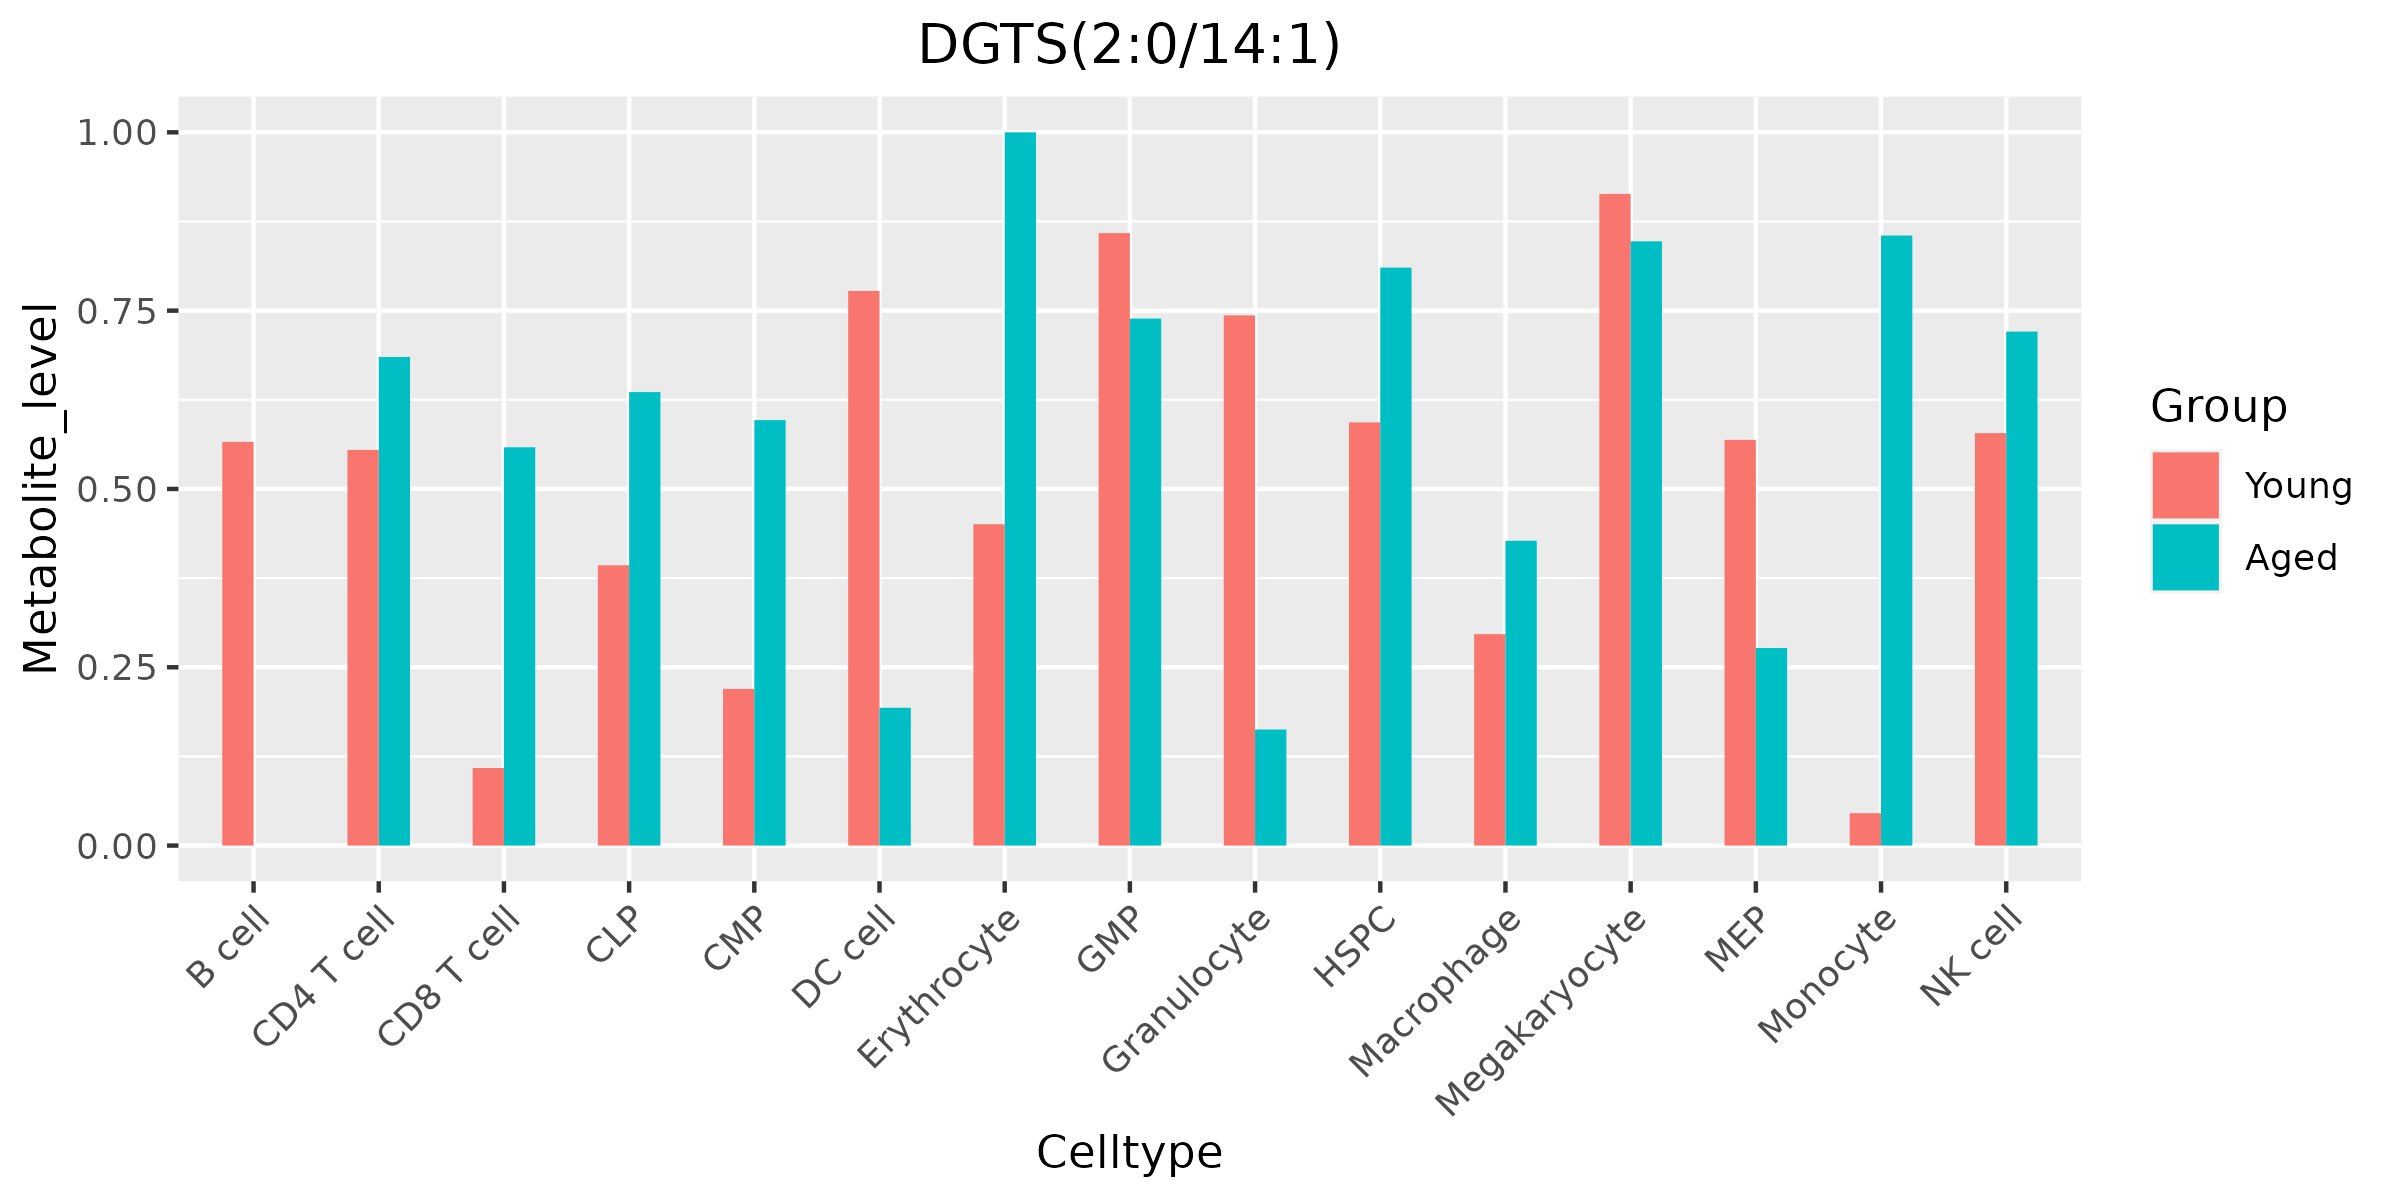 DGTS(2:0/14:1)
Metabolite_level
1.00
0.75
0.50
0.25
0.00
B cell
CD4 T cell
CD8 T cell
CLP
CMP
DC cell
Erythrocyte
GMP
Granulocyte
HSPC
Macrophage
Megakaryocyte
MEP
Monocyte
NK cell
Celltype
Group
Young
Aged